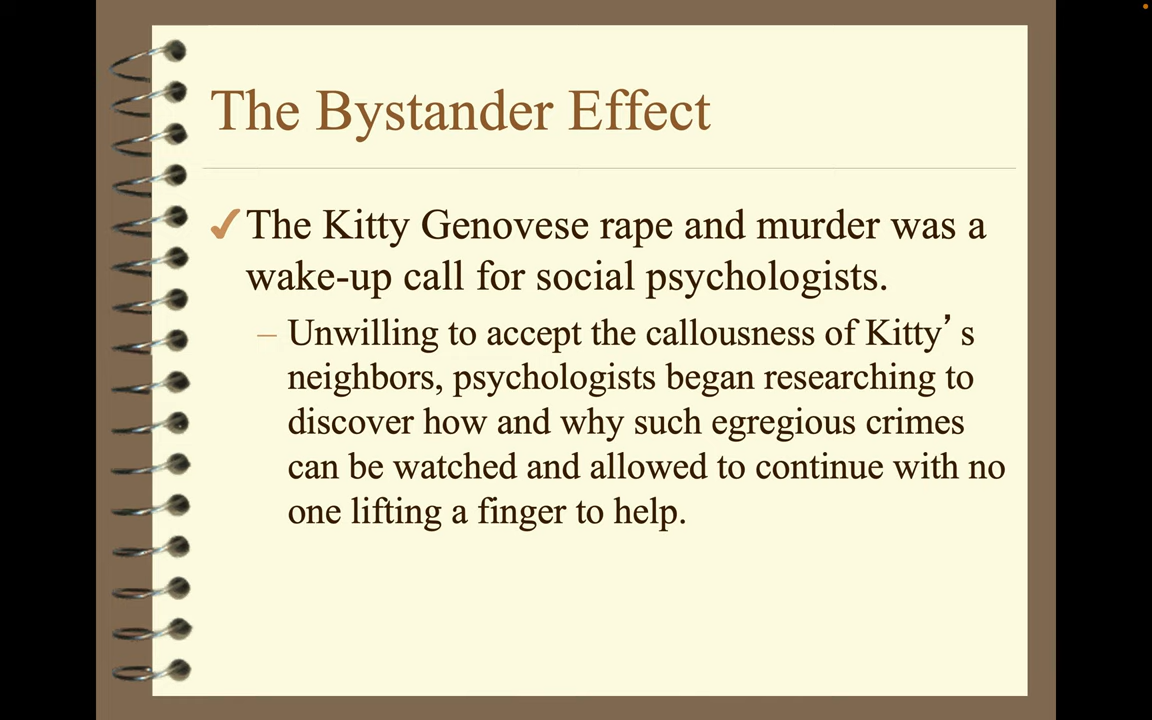 The Bystander Effect
✓The Kitty Genovese rape and murder was a
wake-up call for social psychologists.
– Unwilling to accept the callousness of Kitty’s
neighbors, psychologists began researching to
discover how and why such egregious crimes
can be watched and allowed to continue with no
one lifting a finger to help.